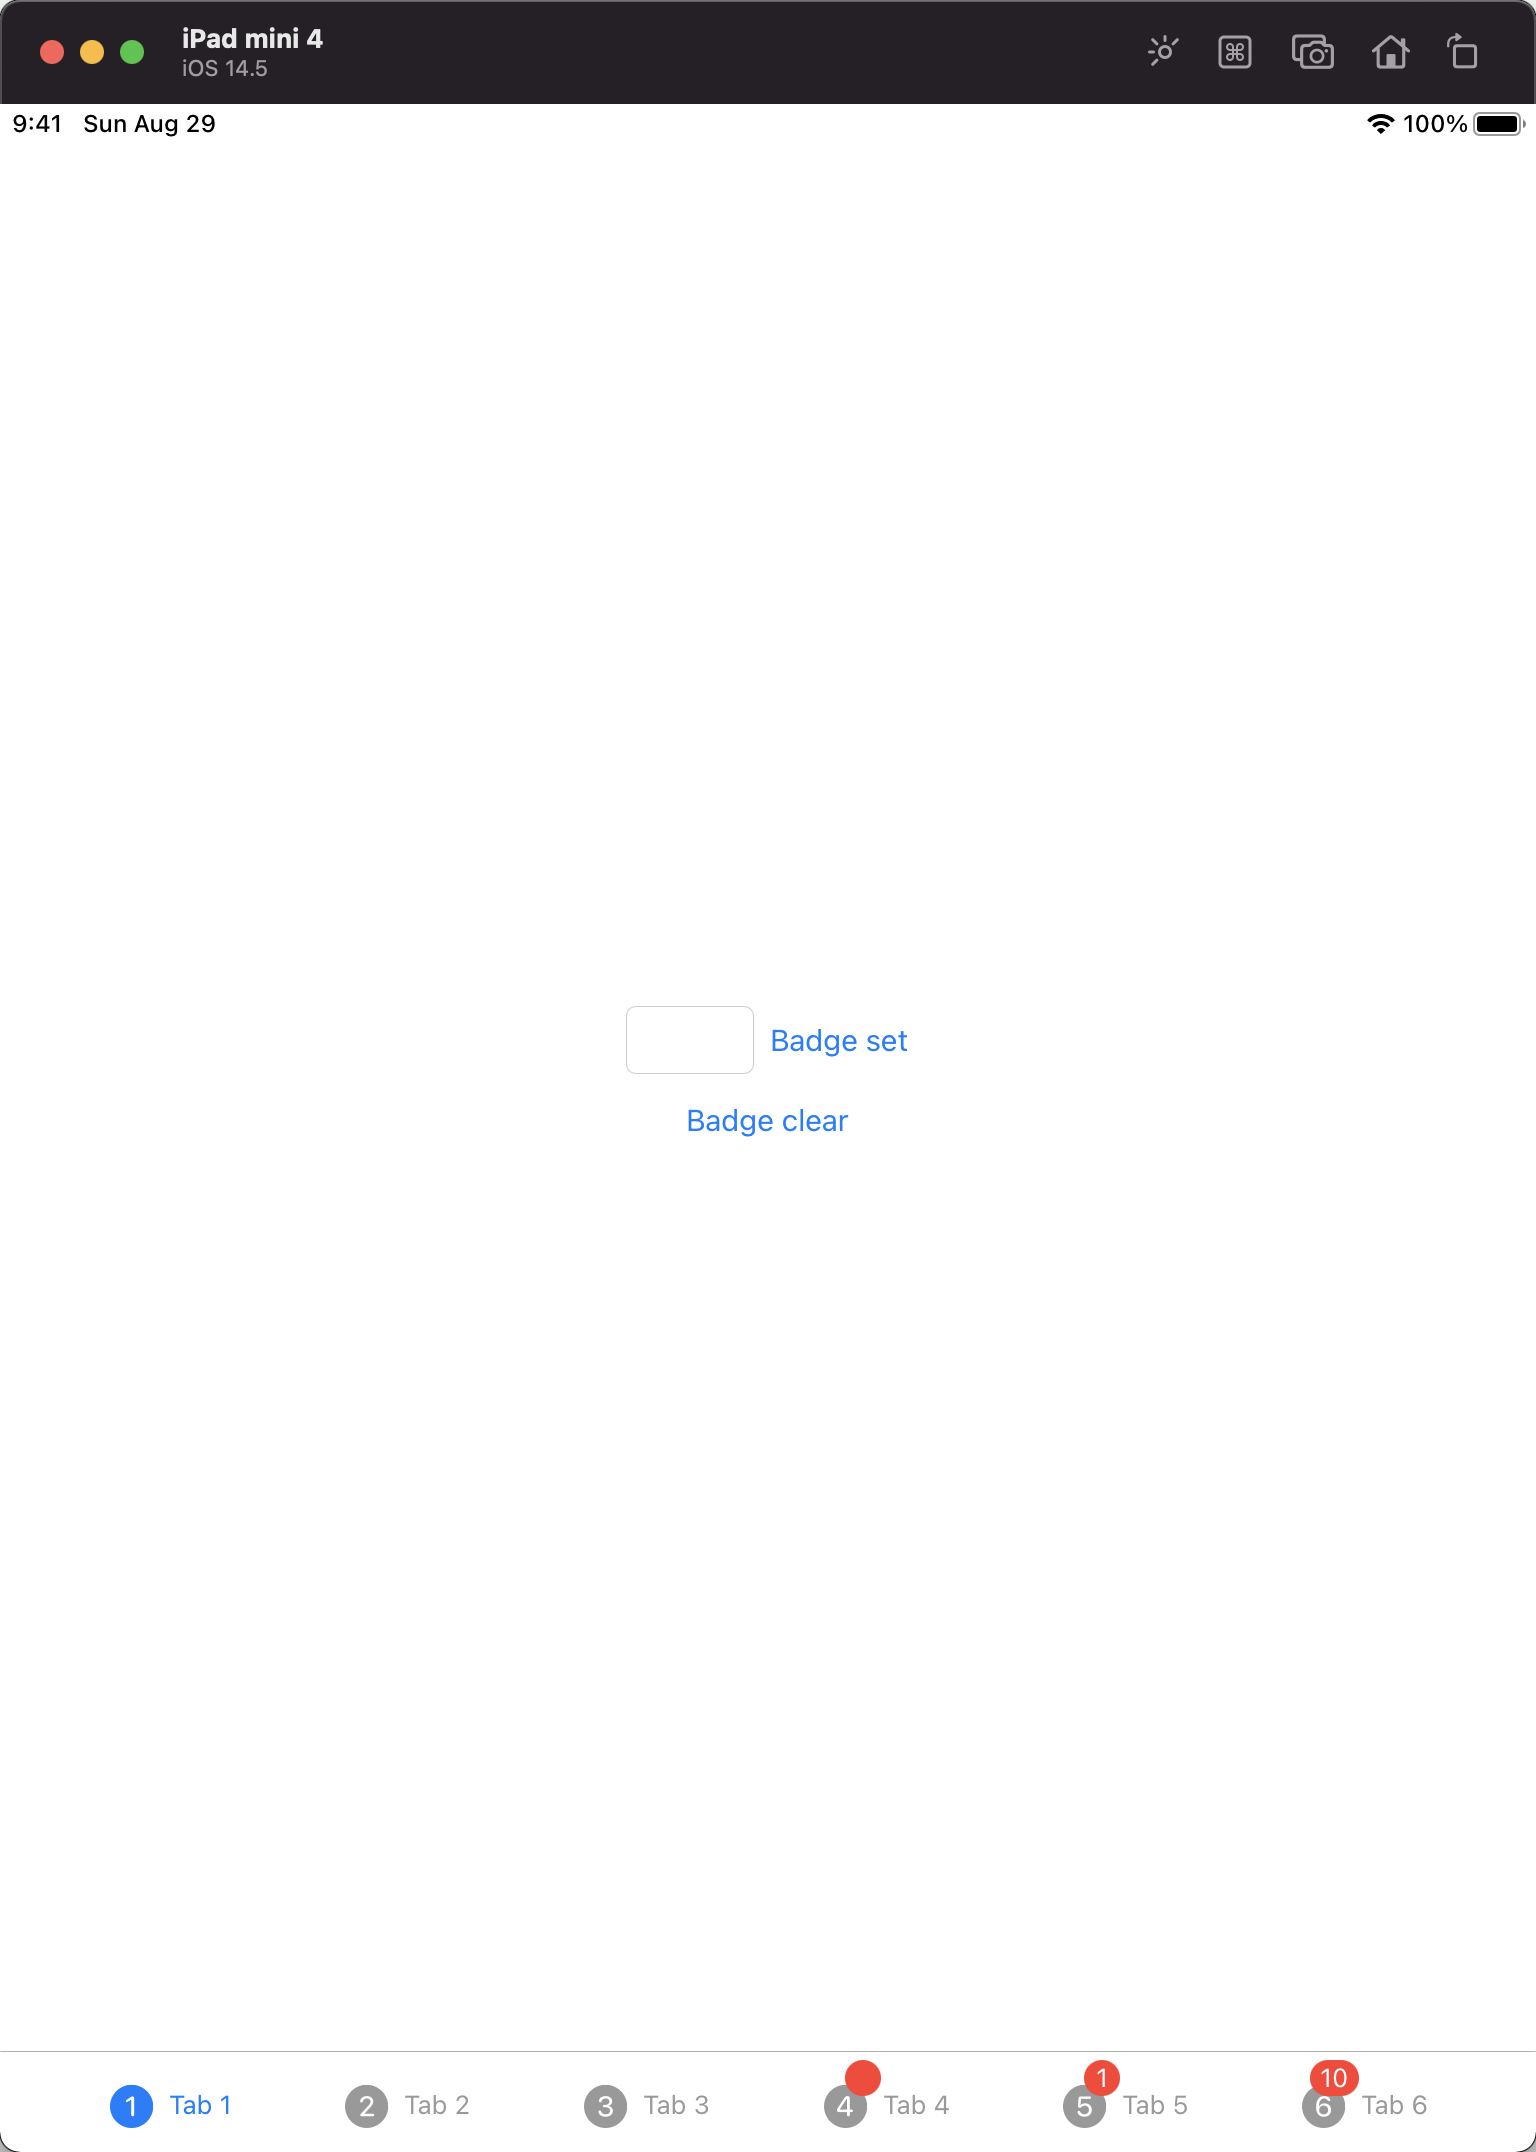 iPad mini 4
iOS 14.5
9:41 Sun Aug 29 100%
Badge set
Badge clear
1 Tab 1 2 Tab 2 3 Tab 3 4 Tab 4 1 5 Tab 5 10 6 Tab 6